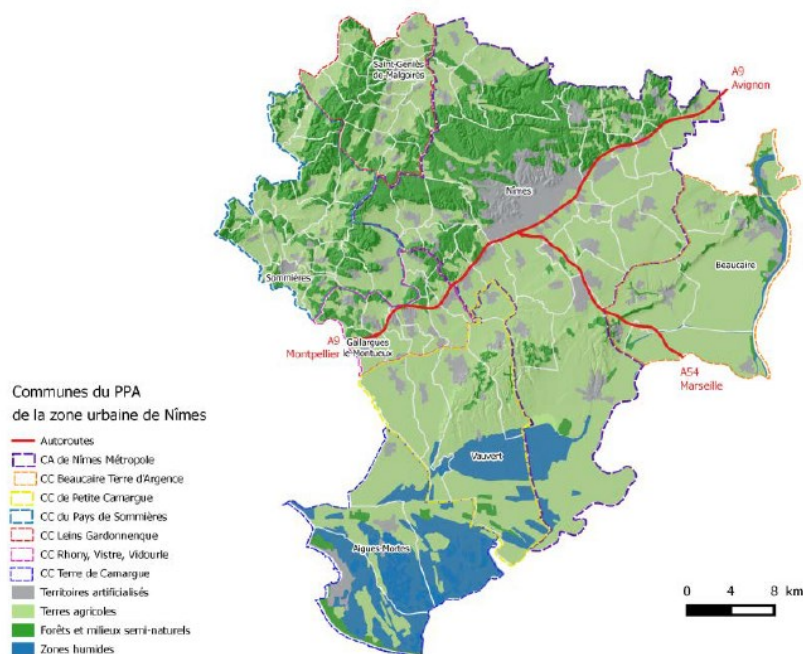 Saint-Geniès
de-Malgoirès
A9
Avignon
Nîmes
Beaucaire
Sommières
A9
Montpellier
Gallargues
le-Montueux
A54
Marseille
Vauvert
Aigues-Mortes
Communes du PPA
de la zone urbaine de Nîmes
Autoroutes
CA de Nîmes Métropole
CC Beaucaire Terre d'Argence
CC de Petite Camargue
CC du Pays de Sommières
CC Leins Gardonnenque
CC Rhony, Vistre, Vidourle
CC Terre de Camargue
Territoires artificialisés
Terres agricoles
Forêts et milieux semi-naturels
Zones humides
0 4 8 km